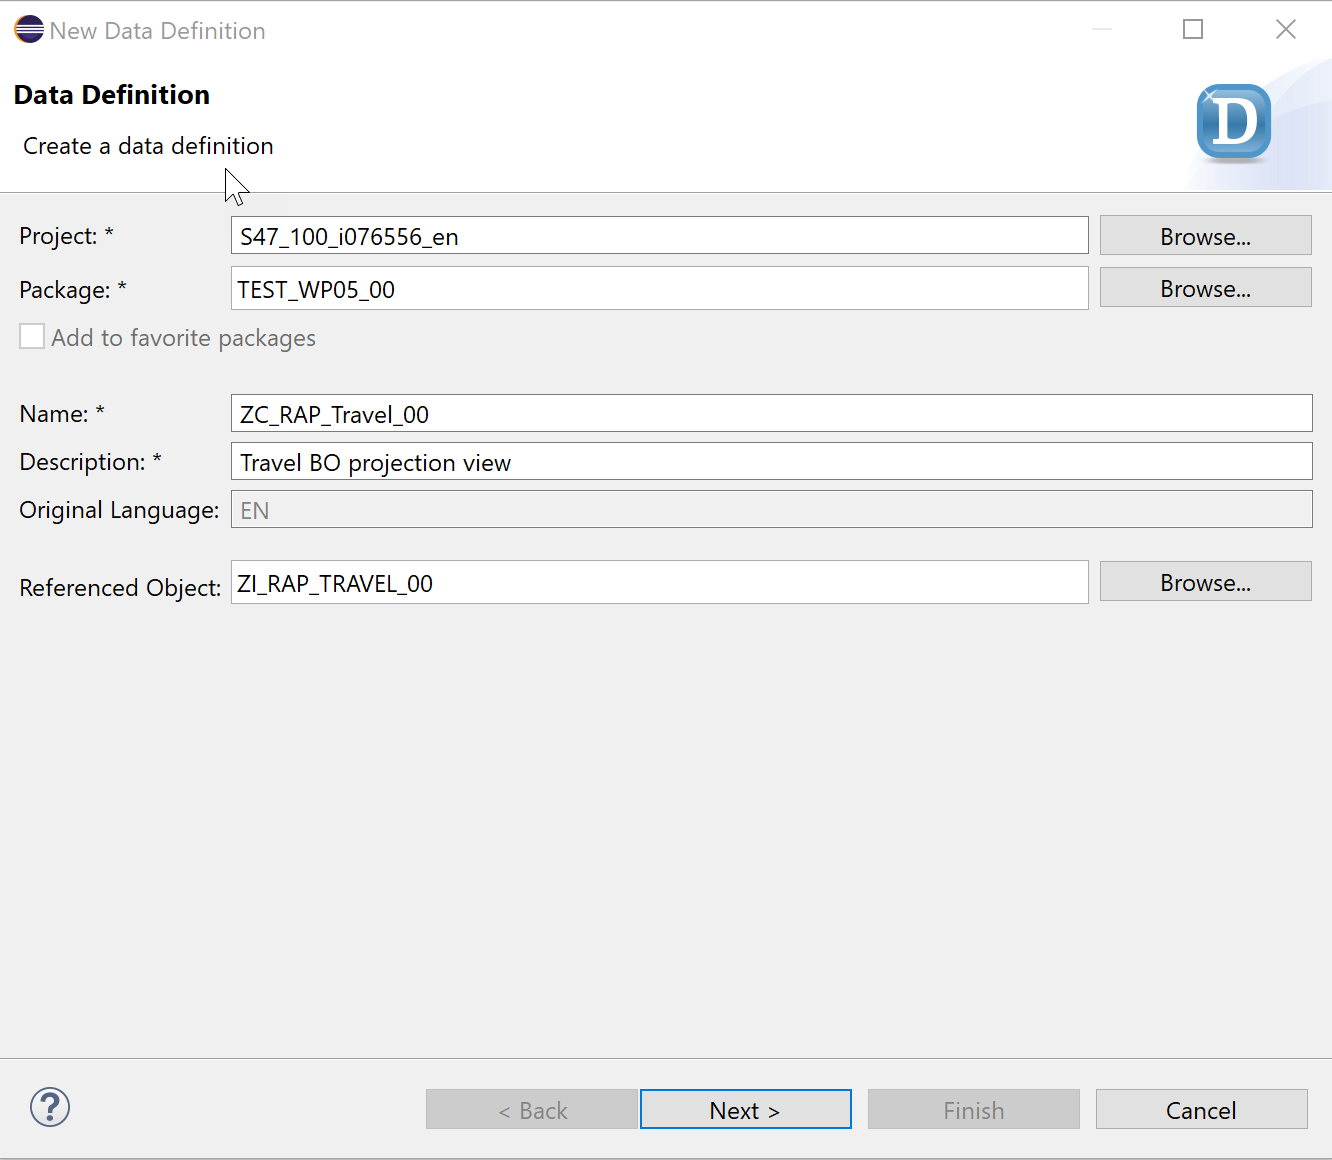 New Data Definition
Data Definition
Create a data definition
D
Project: * S47_100_i076556_en Browse...
Package: * TEST_WP05_00 Browse...
Add to favorite packages
Name: * ZC_RAP_Travel_00
Description: * Travel BO projection view
Original Language: EN
Referenced Object: ZI_RAP_TRAVEL_00 Browse...
? < Back Next > Finish Cancel